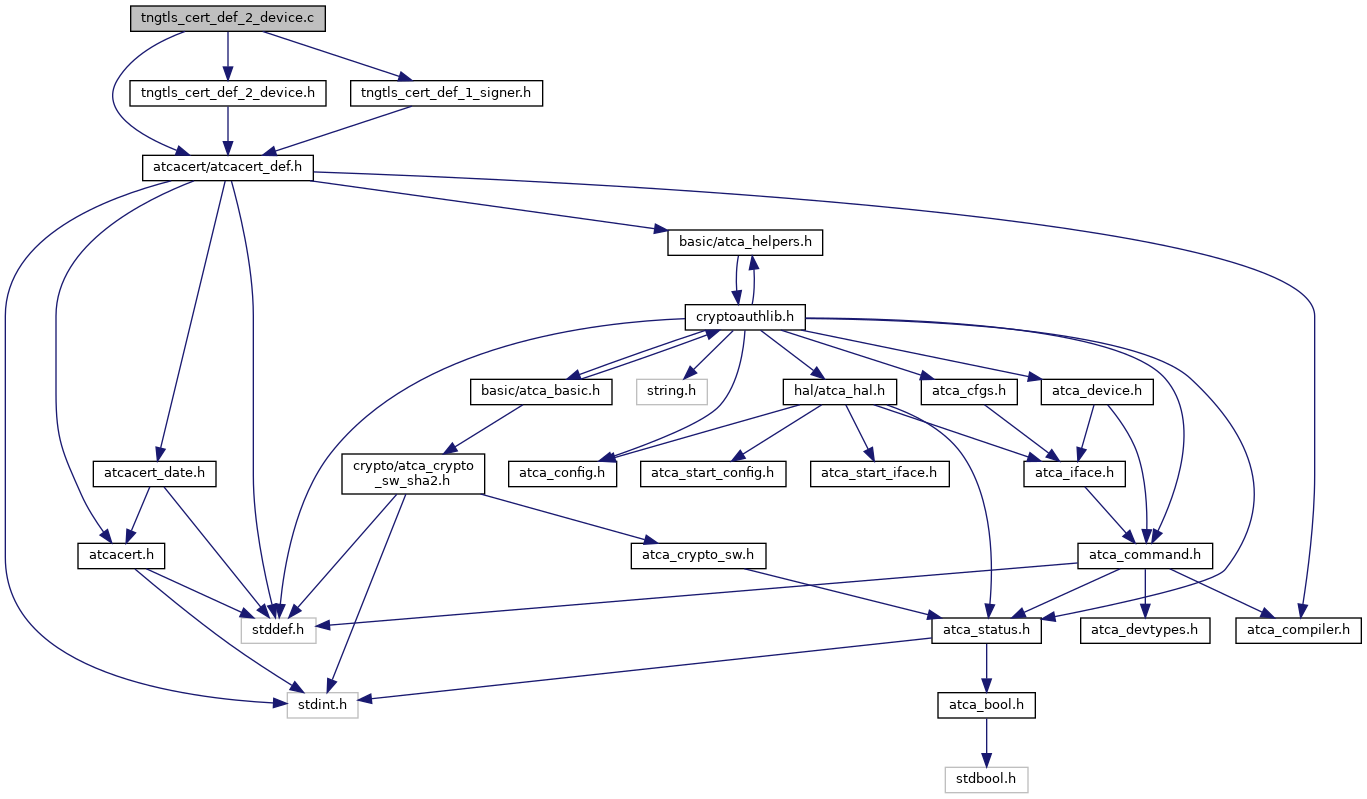 tngtls_cert_def_2_device.c
tngtls_cert_def_2_device.h
tngtls_cert_def_1_signer.h
atcacert/atcacert_def.h
basic/atca_helpers.h
cryptoauthlib.h
basic/atca_basic.h
string.h
hal/atca_hal.h
atca_cfgs.h
atca_device.h
atcacert_date.h
crypto/atca_crypto
_sw_sha2.h
atca_config.h
atca_start_config.h
atca_start_iface.h
atca_iface.h
atcacert.h
atca_crypto_sw.h
atca_command.h
stddef.h
atca_status.h
atca_devtypes.h
atca_compiler.h
stdint.h
atca_bool.h
stdbool.h